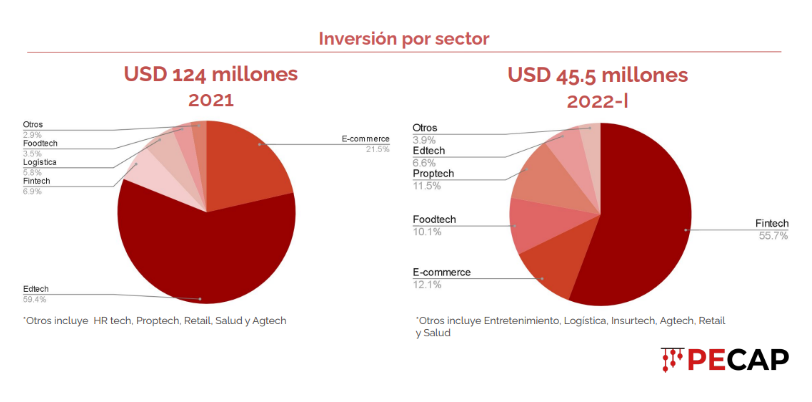 Inversión por sector
USD 124 millones
2021
Otros
2.9%
Foodtech
3.5%
Logística
5.8%
Fintech
6.9%
Edtech
59.4%
E-commerce
21.5%
*Otros incluye HR tech, Proptech, Retail, Salud y Agtech
USD 45.5 millones
2022-I
Otros
3.9%
Edtech
6.6%
Proptech
11.5%
Foodtech
10.1%
E-commerce
12.1%
Fintech
55.7%
*Otros incluye Entretenimiento, Logística, Insurtech, Agtech, Retail
y Salud
PECAP